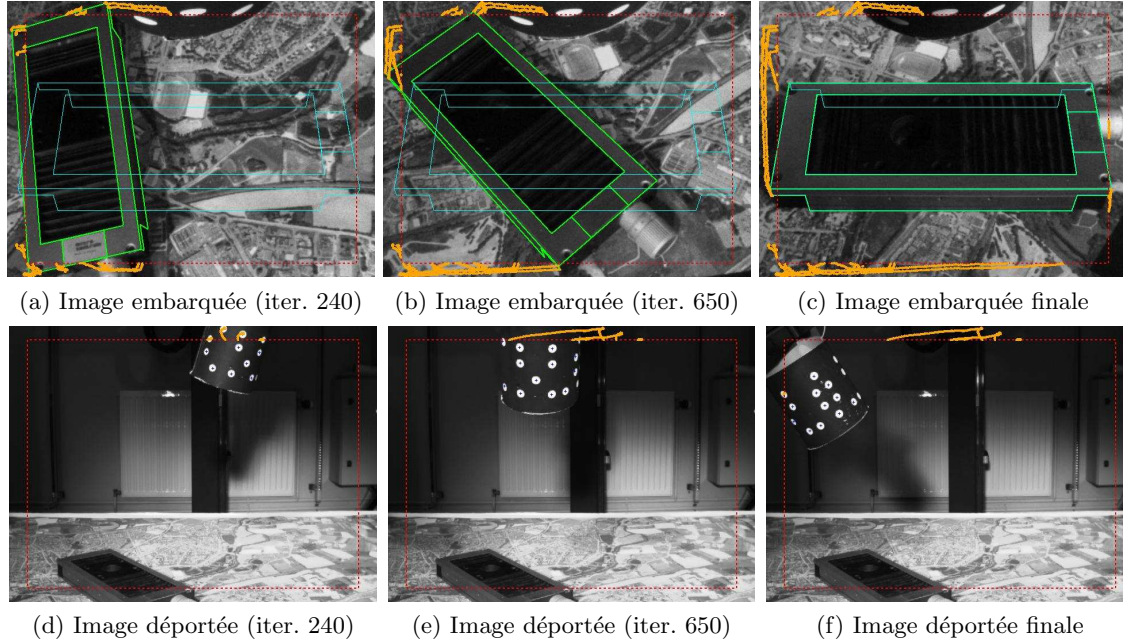 (a) Image embarquée (iter. 240)
(b) Image embarquée (iter. 650)
(c) Image embarquée finale
(d) Image déportée (iter. 240)
(e) Image déportée (iter. 650)
(f) Image déportée finale